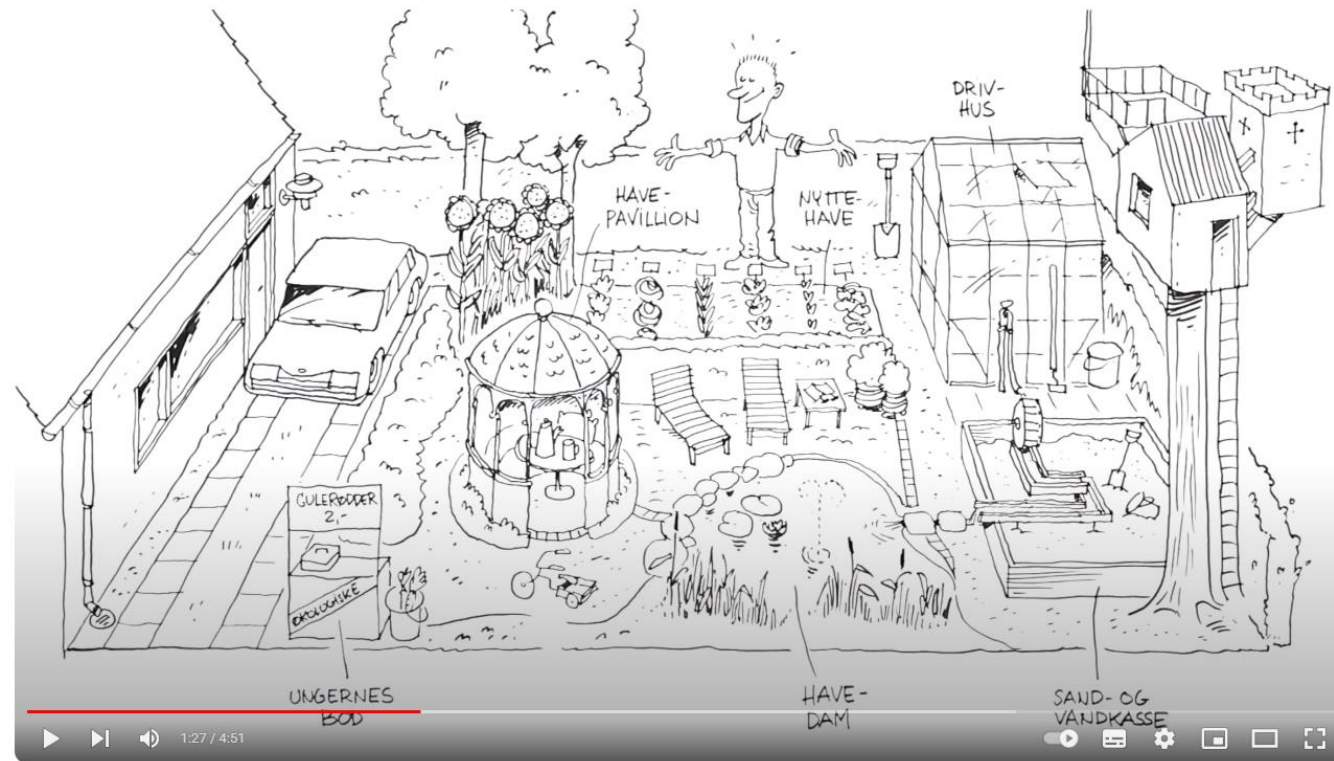 DRIV-
HUS
HAVE-
PAVILLION
NYTTE-
HAVE
GULERØDDER
2,-
ØKOLOGISKE
UNGERNES
BOD
HAVE-
DAM
SAND- OG
VANDKASSE
1:27 / 4:51